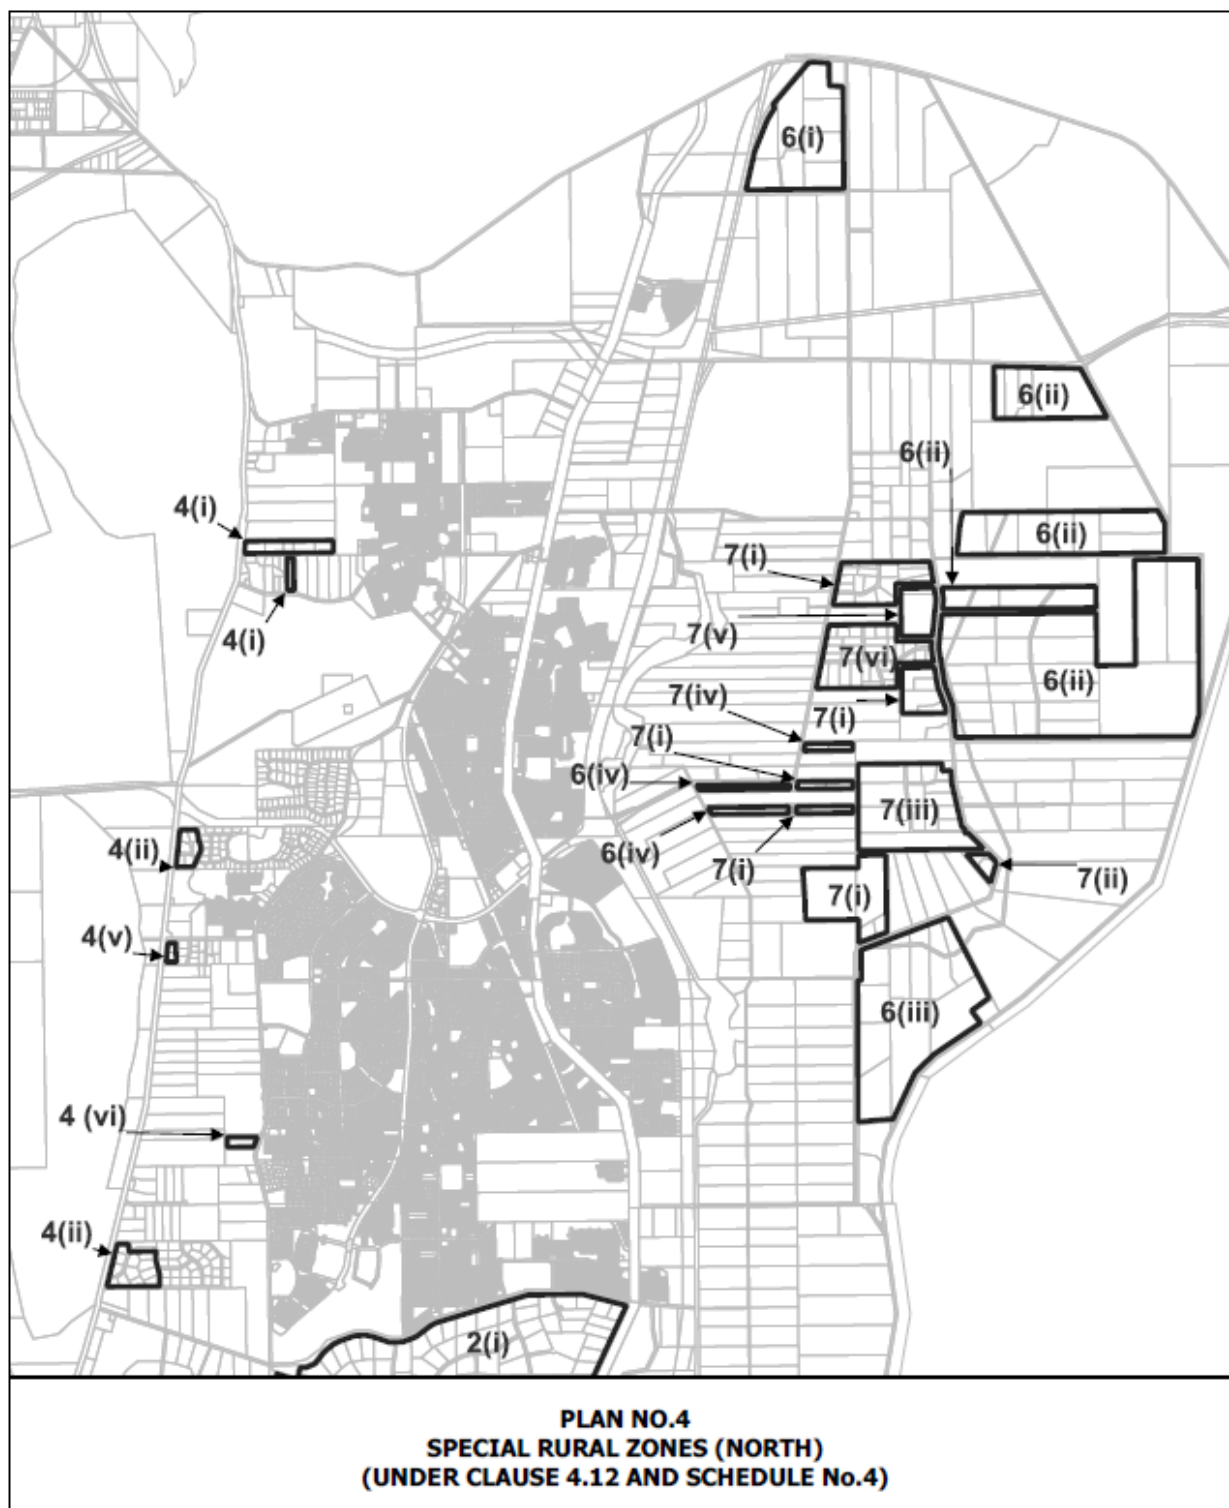 6(i)
6(ii)
6(ii)
4(i)
6(ii)
7(i)
4(i)
7(v)
7(vi)
6(ii)
7(iv)
7(i)
7(i)
6(iv)
7(iii)
4(ii)
6(iv)
7(i)
7(ii)
7(i)
4(v)
6(iii)
4 (vi)
4(ii)
2(i)
PLAN NO.4
SPECIAL RURAL ZONES (NORTH)
(UNDER CLAUSE 4.12 AND SCHEDULE No.4)